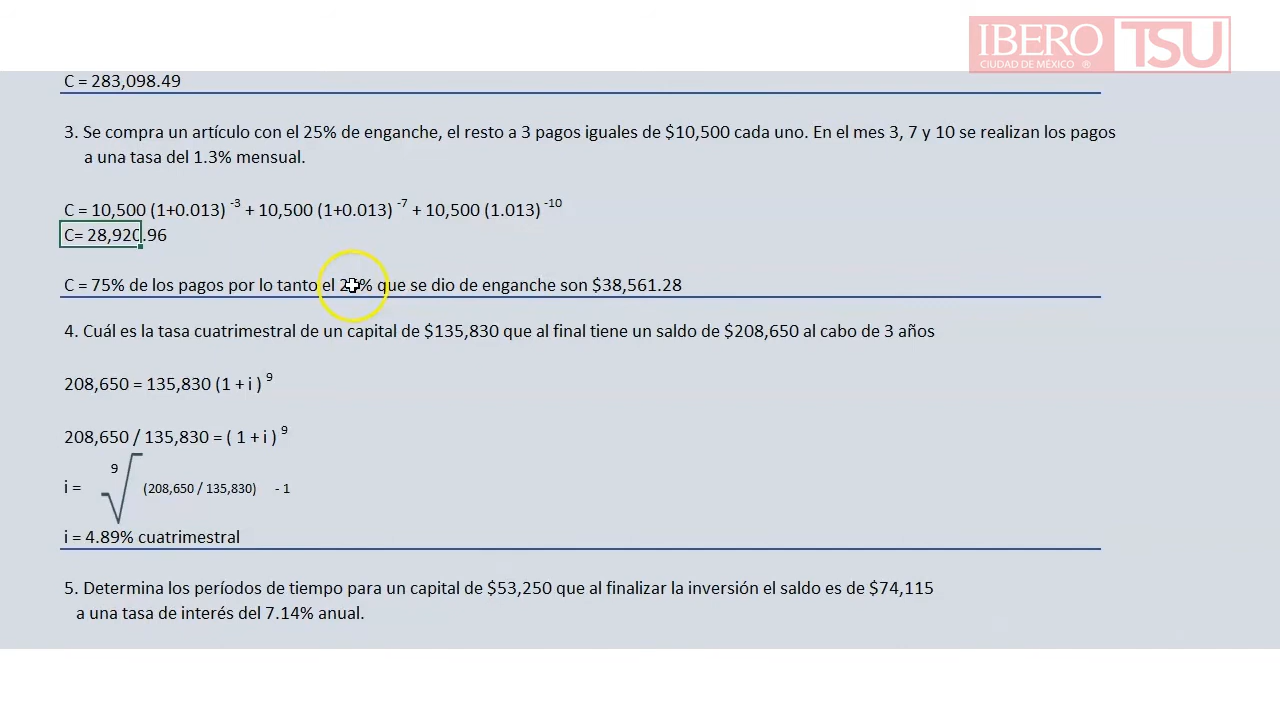 IBERO TSU
CIUDAD DE MÉXICO ®
C = 283,098.49
3. Se compra un artículo con el 25% de enganche, el resto a 3 pagos iguales de $10,500 cada uno. En el mes 3, 7 y 10 se realizan los pagos
a una tasa del 1.3% mensual.
C = 10,500 (1+0.013) -3 + 10,500 (1+0.013) -7 + 10,500 (1.013) -10
C= 28,920.96
C = 75% de los pagos por lo tanto el que se dio de enganche son $38,561.28
4. Cuál es la tasa cuatrimestral de un capital de $135,830 que al final tiene un saldo de $208,650 al cabo de 3 años
208,650 = 135,830 (1 + i ) 9
208,650 / 135,830 = ( 1 + i ) 9
9
i = √ (208,650 / 135,830) - 1
i = 4.89% cuatrimestral
5. Determina los períodos de tiempo para un capital de $53,250 que al finalizar la inversión el saldo es de $74,115
a una tasa de interés del 7.14% anual.